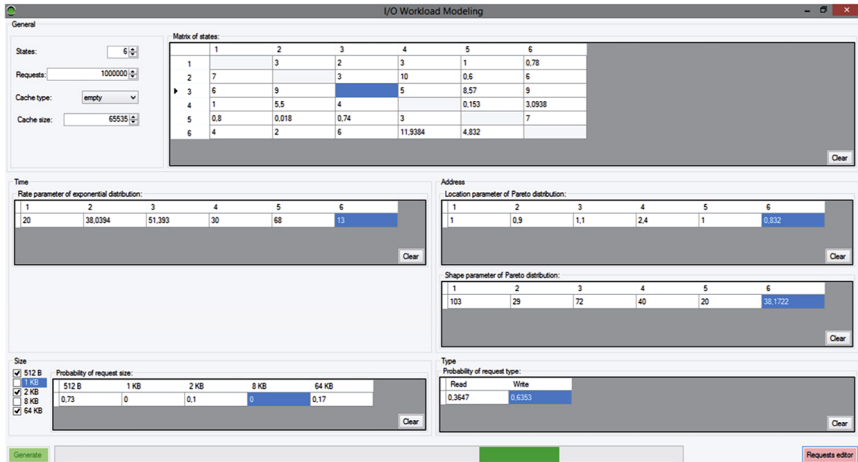 I/O Workload Modeling
General
States: 6
Requests: 1000000
Cache type: empty
Cache size: 65535
Matrix of states:
1 2 3 4 5 6
1 3 2 3 1 0,78
2 7 3 10 0,6 6
3 6 9 5 8,57 9
4 1 5,5 4 0,153 3,0938
5 0,8 0,018 0,74 3 7
6 4 2 6 11,9384 4,832
Clear
Time
Rate parameter of exponential distribution:
1 2 3 4 5 6
20 38,0394 51,393 30 68 13
Clear
Address
Location parameter of Pareto distribution:
1 2 3 4 5 6
1 0,9 1,1 2,4 1 0,832
Clear
Shape parameter of Pareto distribution:
1 2 3 4 5 6
103 29 72 40 20 38,1722
Clear
Size
512 B
1 KB
2 KB
8 KB
64 KB
Probability of request size:
512 B 1 KB 2 KB 8 KB 64 KB
0,73 0 0,1 0 0,17
Clear
Type
Probability of request type:
Read Write
0,3647 0,6353
Clear
Generate
Requests editor